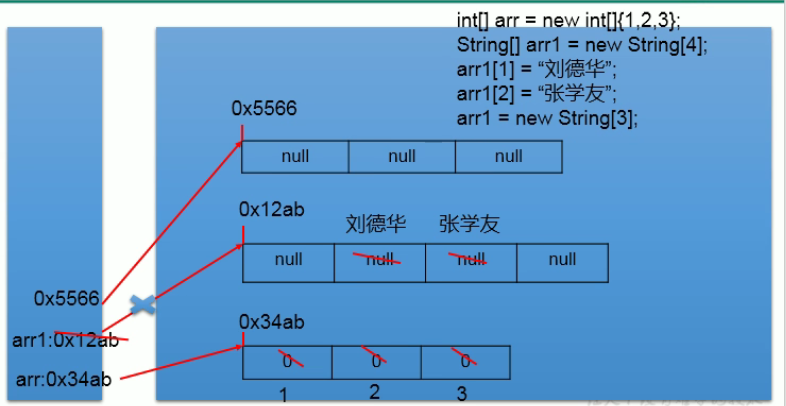 int[] arr = new int[]{1,2,3};
String[] arr1 = new String[4];
arr1[1] = “刘德华”;
arr1[2] = “张学友”;
arr1 = new String[3];
0x5566
null null null
0x12ab
刘德华 张学友
null null null null
0x5566
arr1:0x12ab
0x34ab
arr:0x34ab
0 0 0
1 2 3